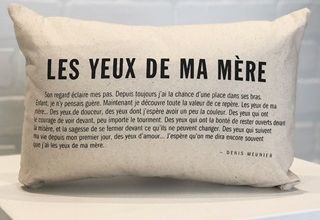 LES YEUX DE MA MÈRE
Son regard éclaire mes pas. Depuis toujours j'ai la chance d'une place dans ses bras.
Enfant, je n'y pensais guère. Maintenant je découvre toute la valeur de ce repère. Les yeux de ma
mère... Des yeux de douceur, des yeux dont j'espère avoir un peu la couleur. Des yeux qui ont
le courage de voir devant, peu importe le tourment. Des yeux qui ont la bonté de rester ouverts devant
la misère, et la sagesse de se fermer devant ce qu'ils ne peuvent changer. Des yeux qui suivent
ma vie depuis mon premier jour, des yeux d'amour... J'espère qu'on me dira encore souvent
que j'ai les yeux de ma mère.
– DENIS MEUNIER